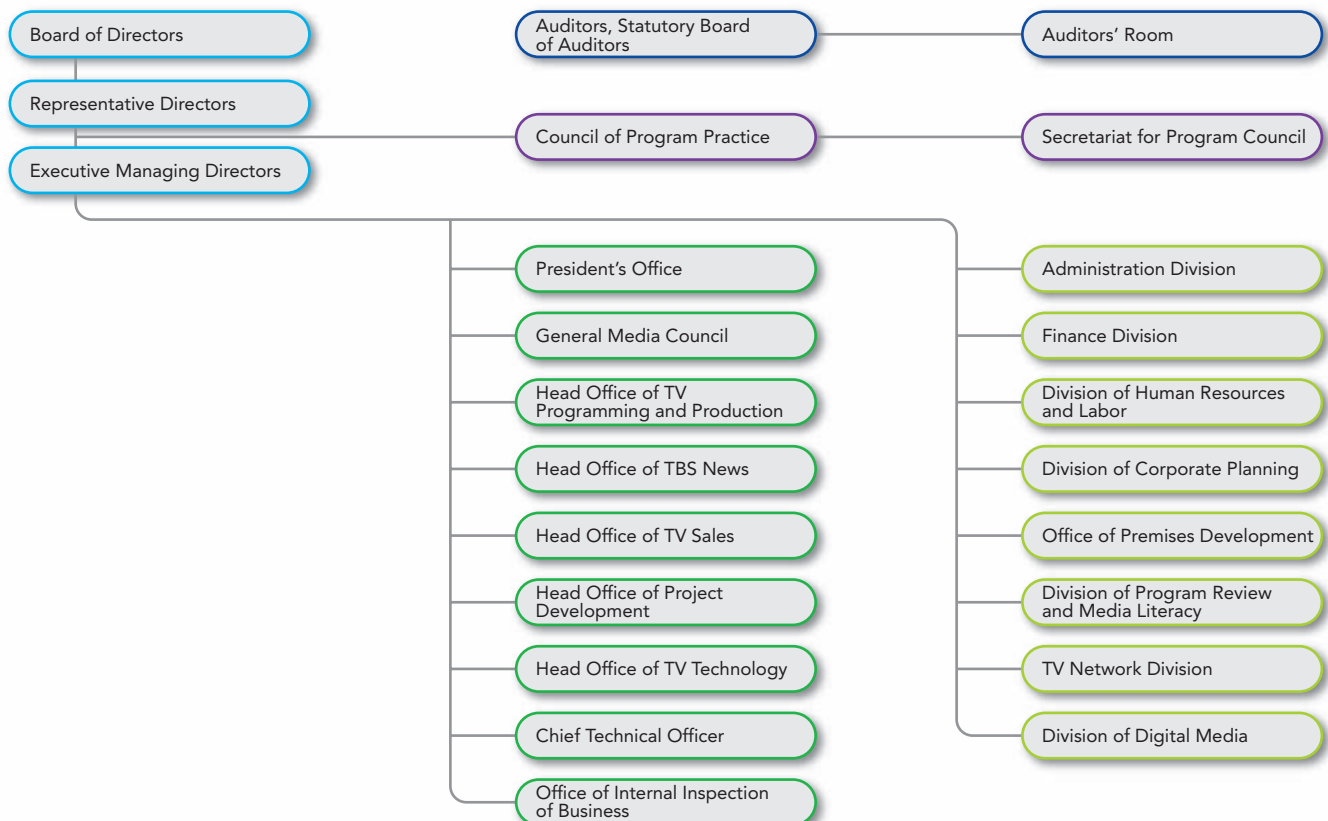 Board of Directors
Representative Directors
Executive Managing Directors
Auditors, Statutory Board
of Auditors
Auditors’ Room
Council of Program Practice
Secretariat for Program Council
President’s Office
General Media Council
Head Office of TV
Programming and Production
Head Office of TBS News
Head Office of TV Sales
Head Office of Project
Development
Head Office of TV Technology
Chief Technical Officer
Office of Internal Inspection
of Business
Administration Division
Finance Division
Division of Human Resources
and Labor
Division of Corporate Planning
Office of Premises Development
Division of Program Review
and Media Literacy
TV Network Division
Division of Digital Media